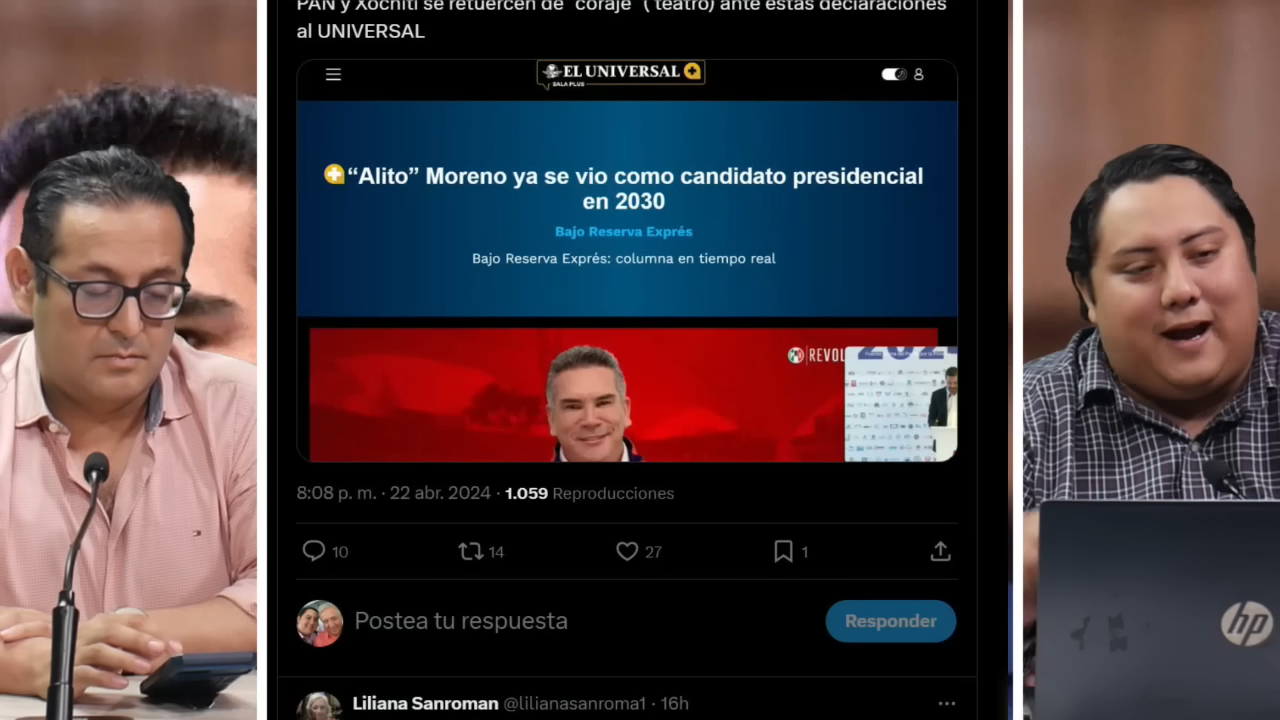 PAN y Xóchitl se retuercen de "coraje" (teatro) ante estas declaraciones
al UNIVERSAL
EL UNIVERSAL
SALA PLUS
“Alito” Moreno ya se vio como candidato presidencial
en 2030
Bajo Reserva Exprés
Bajo Reserva Exprés: columna en tiempo real
REVOL
8:08 p. m. · 22 abr. 2024 · 1.059 Reproducciones
10 14 27 1
Postea tu respuesta
Responder
Liliana Sanroman @lilianasanroma1 · 16h
hp